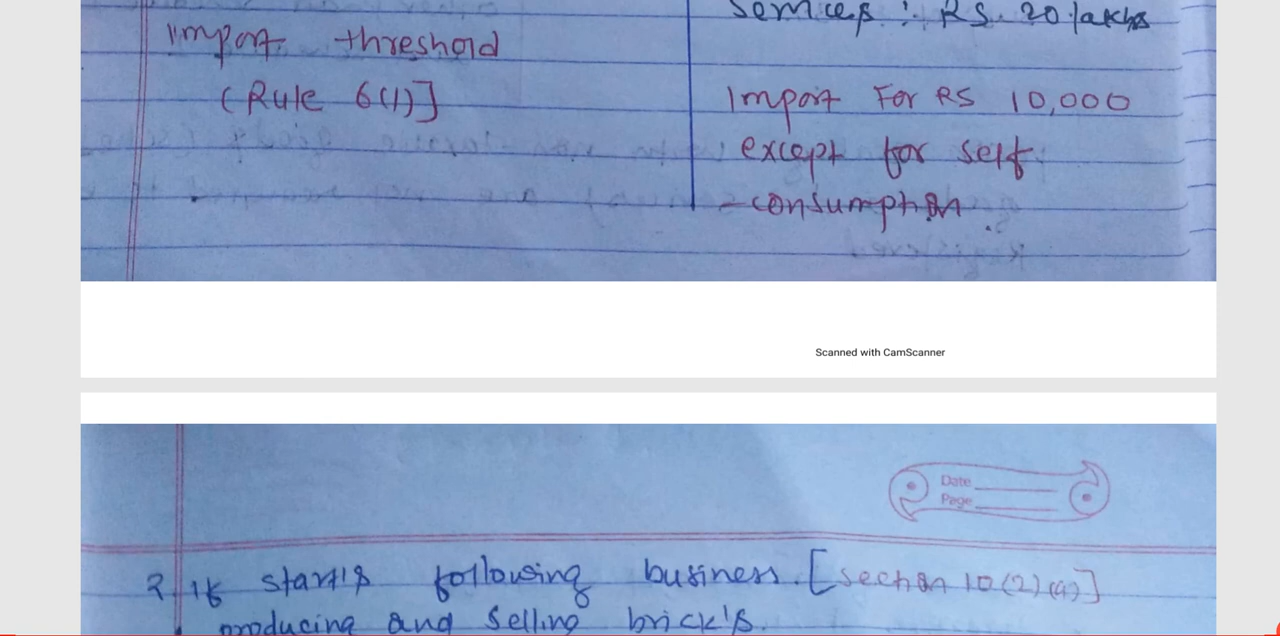 Services : RS. 20 lakhs
Import threshold
(Rule 6(1)]
Import For RS 10,000
except for self
-consumption.
Scanned with CamScanner
Date
Page
2. If starts following business. [section 10(2)(a)]
producing and selling brick's.